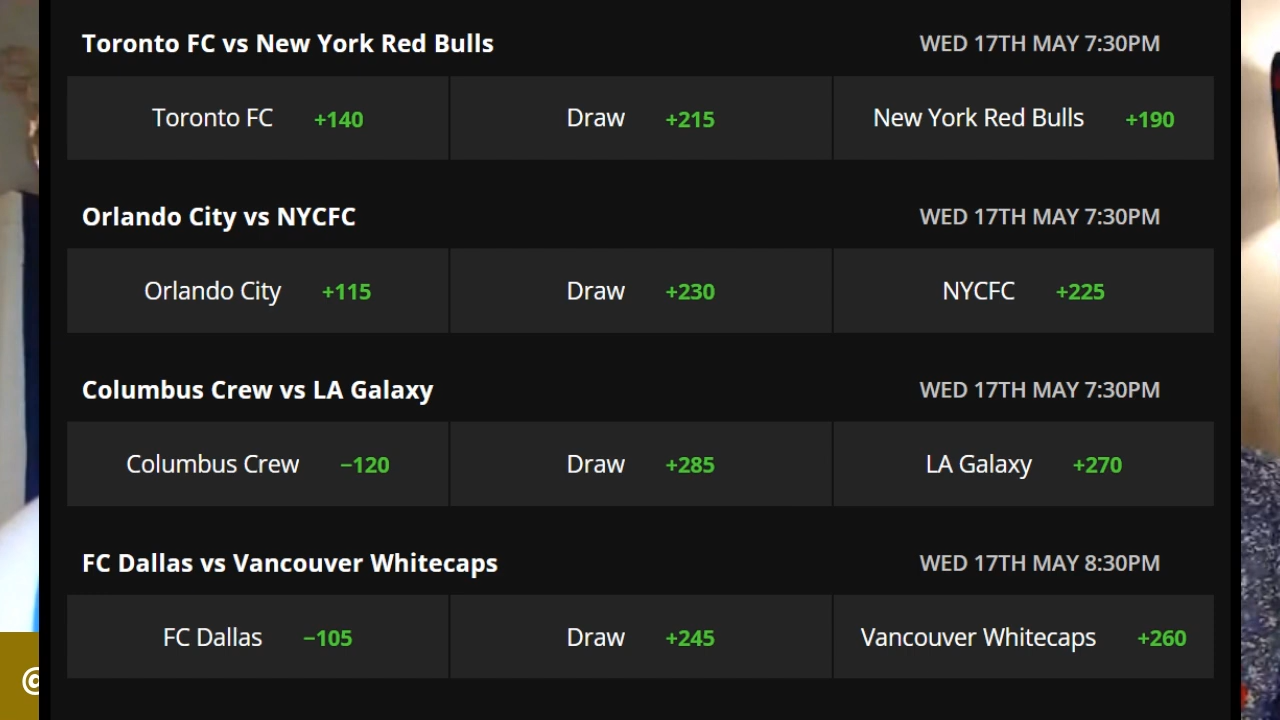 Toronto FC vs New York Red Bulls WED 17TH MAY 7:30PM
Toronto FC +140 Draw +215 New York Red Bulls +190
Orlando City vs NYCFC WED 17TH MAY 7:30PM
Orlando City +115 Draw +230 NYCFC +225
Columbus Crew vs LA Galaxy WED 17TH MAY 7:30PM
Columbus Crew −120 Draw +285 LA Galaxy +270
FC Dallas vs Vancouver Whitecaps WED 17TH MAY 8:30PM
FC Dallas −105 Draw +245 Vancouver Whitecaps +260
@